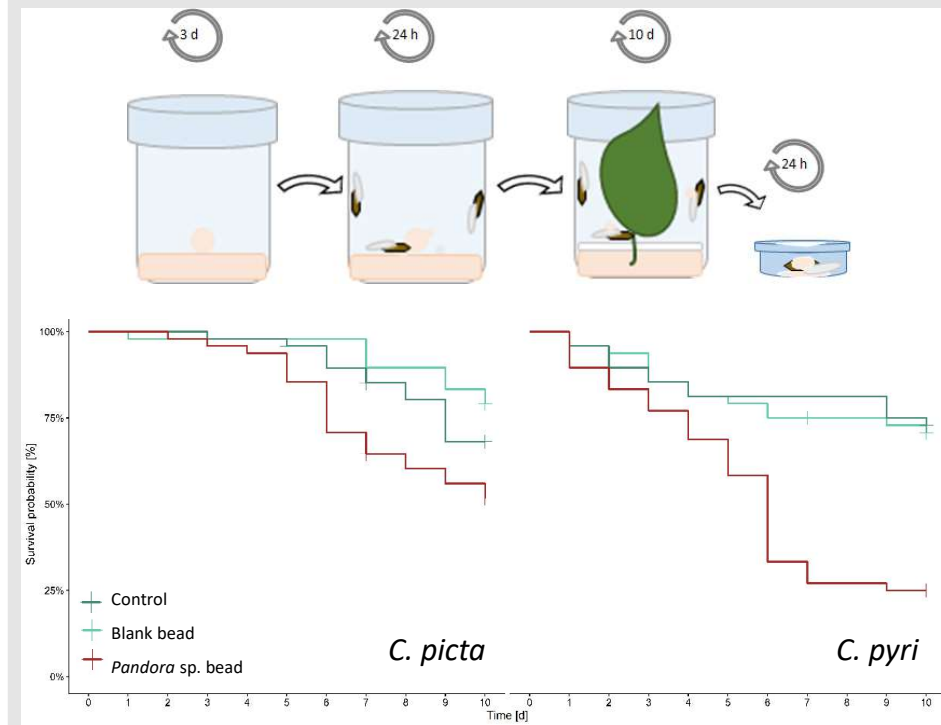 3 d
24 h
10 d
24 h
Survival probability [%]
100%
75%
50%
25%
0%
Control
Blank bead
Pandora sp. bead
C. picta
C. pyri
0 1 2 3 4 5 6 7 8 9 10
0 1 2 3 4 5 6 7 8 9 10
Time [d]